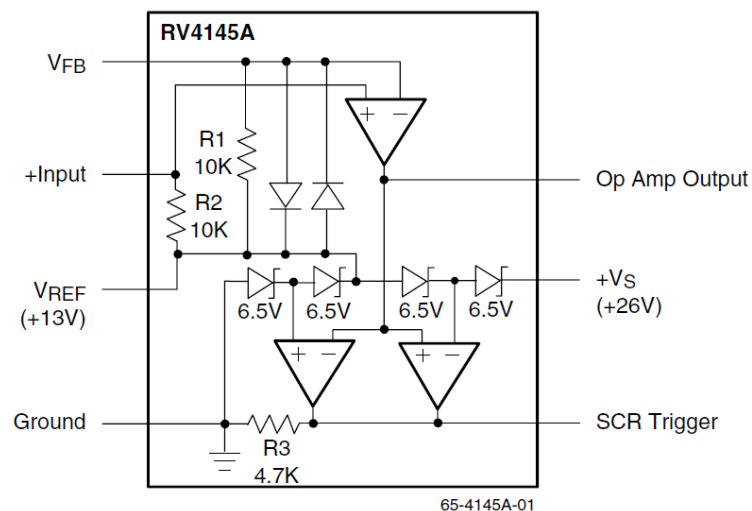 RV4145A
VFB
R1
10K
+Input
R2
10K
+ −
Op Amp Output
VREF
(+13V)
6.5V
6.5V
6.5V
6.5V
+VS
(+26V)
+ −
+ −
Ground
R3
4.7K
SCR Trigger
65-4145A-01